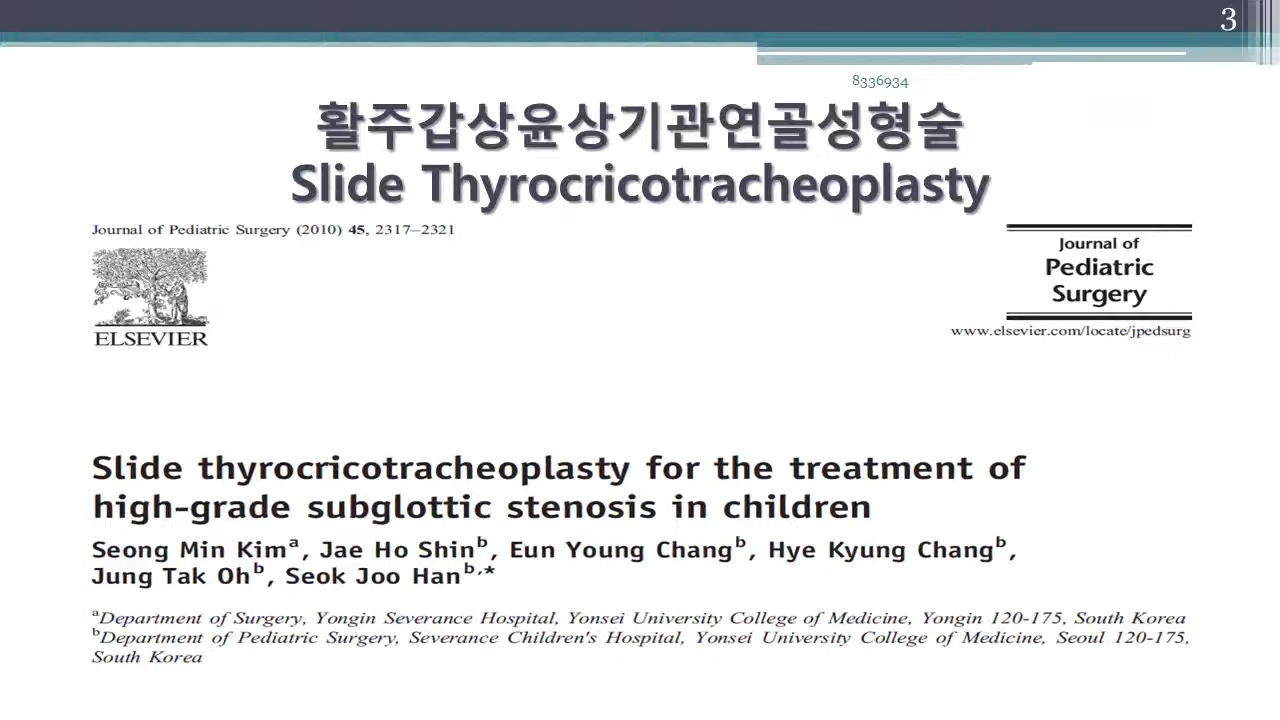 3
8336934
활주갑상윤상기관연골성형술
Slide Thyrocricotracheoplasty
Journal of Pediatric Surgery (2010) 45, 2317–2321
ELSEVIER
Journal of
Pediatric
Surgery
www.elsevier.com/locate/jpedsurg
Slide thyrocricotracheoplasty for the treatment of
high-grade subglottic stenosis in children
Seong Min Kimᵃ, Jae Ho Shinᵇ, Eun Young Changᵇ, Hye Kyung Changᵇ,
Jung Tak Ohᵇ, Seok Joo Hanᵇ,*
ᵃDepartment of Surgery, Yongin Severance Hospital, Yonsei University College of Medicine, Yongin 120-175, South Korea
ᵇDepartment of Pediatric Surgery, Severance Children's Hospital, Yonsei University College of Medicine, Seoul 120-175,
South Korea